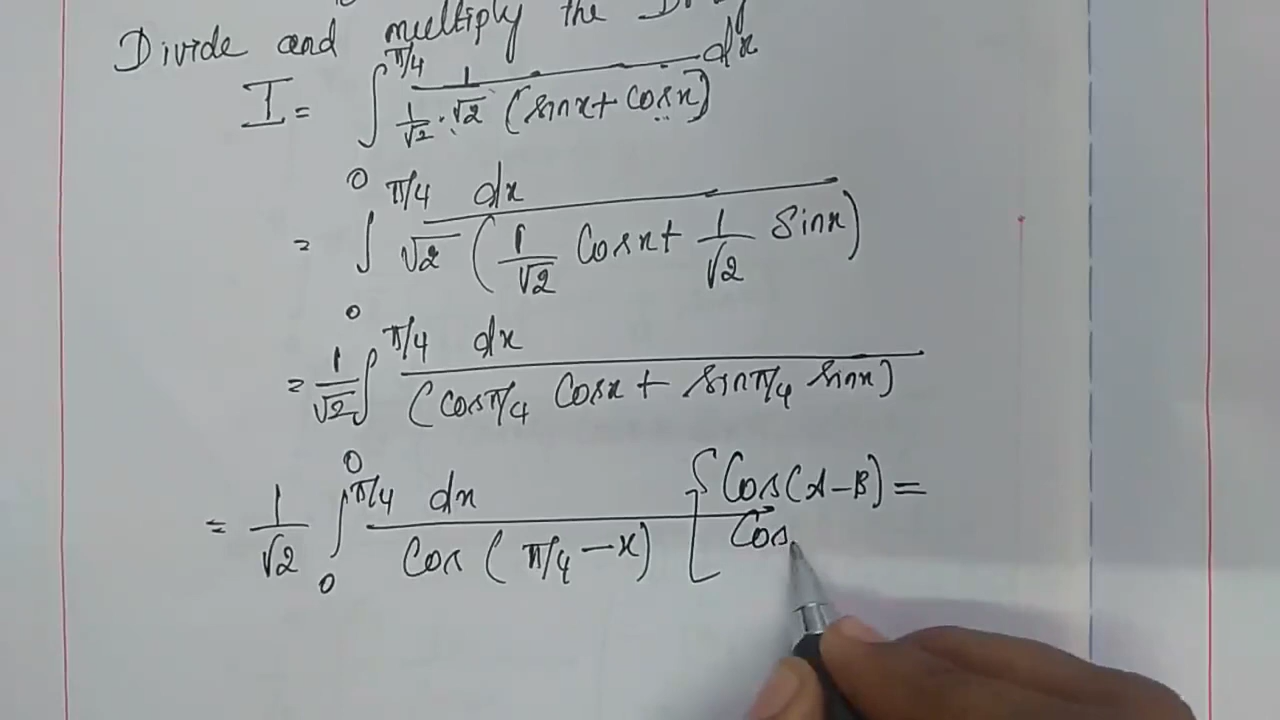 Divide and multiply the
I = ∫₀^π/4 1 / (1/√2 · √2 (sinx + cosx)) dx
= ∫₀^π/4 dx / (√2 (1/√2 Cosx + 1/√2 Sinx))
= 1/√2 ∫₀^π/4 dx / (cosπ/4 Cosx + sinπ/4 sinx)
= 1/√2 ∫₀^π/4 dx / Cos(π/4 - x) [∫ Cos(A-B) =
Cos